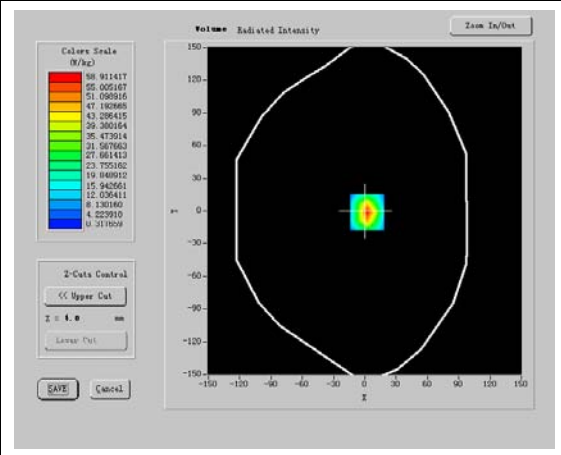 Volume Radiated Intensity
Zoom In/Out
Colors Scale
(W/kg)
58.911417
55.005167
51.098916
47.192665
43.286415
39.380164
35.473914
31.567663
27.661413
23.755162
19.848912
15.942661
12.036411
8.130160
4.223910
0.317659
Z-Cuts Control
<< Upper Cut
mm
Lower Cut
SAVE
Cancel
150
120
90
60
30
0
-30
-60
-90
-120
-150
Y
-150 -120 -90 -60 -30 0 30 60 90 120 150
X